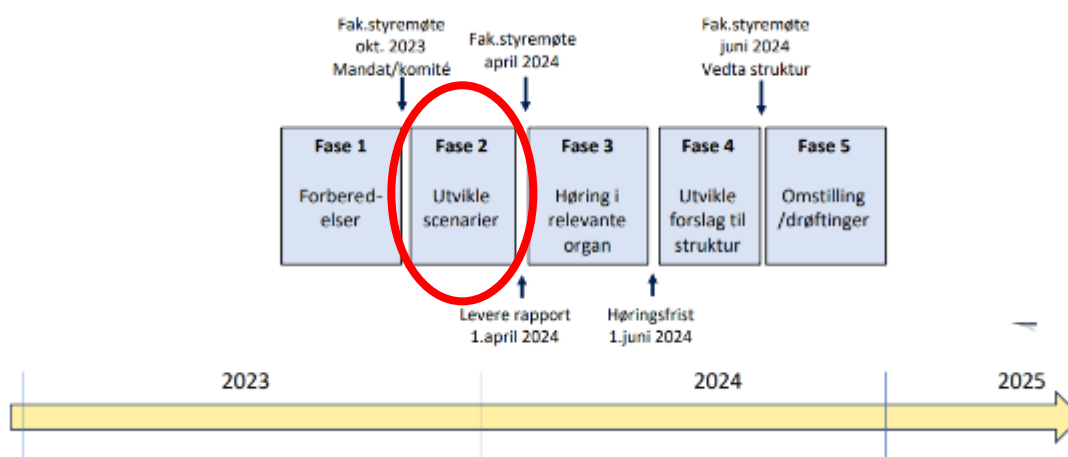 Fak.styremøte
okt. 2023
Mandat/komité
Fak.styremøte
april 2024
Fak.styremøte
juni 2024
Vedta struktur
Fase 1
Forbered-
elser
Fase 2
Utvikle
scenarier
Fase 3
Høring i
relevante
organ
Fase 4
Utvikle
forslag til
struktur
Fase 5
Omstilling
/drøftinger
Levere rapport
1.april 2024
Høringsfrist
1.juni 2024
2023
2024
2025